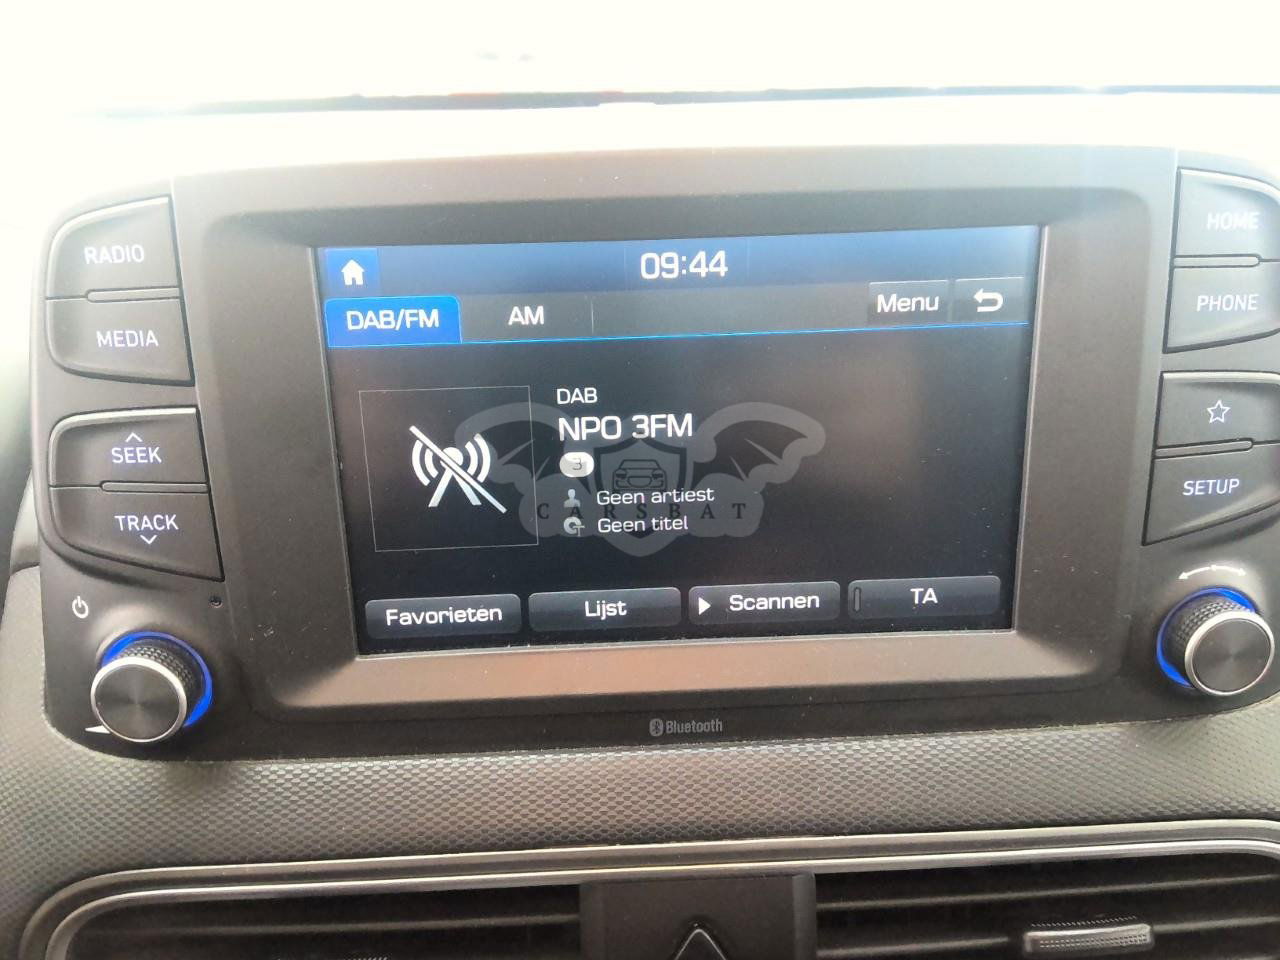 RADIO
MEDIA
SEEK
TRACK
HOME
PHONE
SETUP
09:44
DAB/FM
AM
Menu
DAB
NPO 3FM
3
Geen artiest
Geen titel
CARSBAT
Favorieten
Lijst
Scannen
TA
Bluetooth